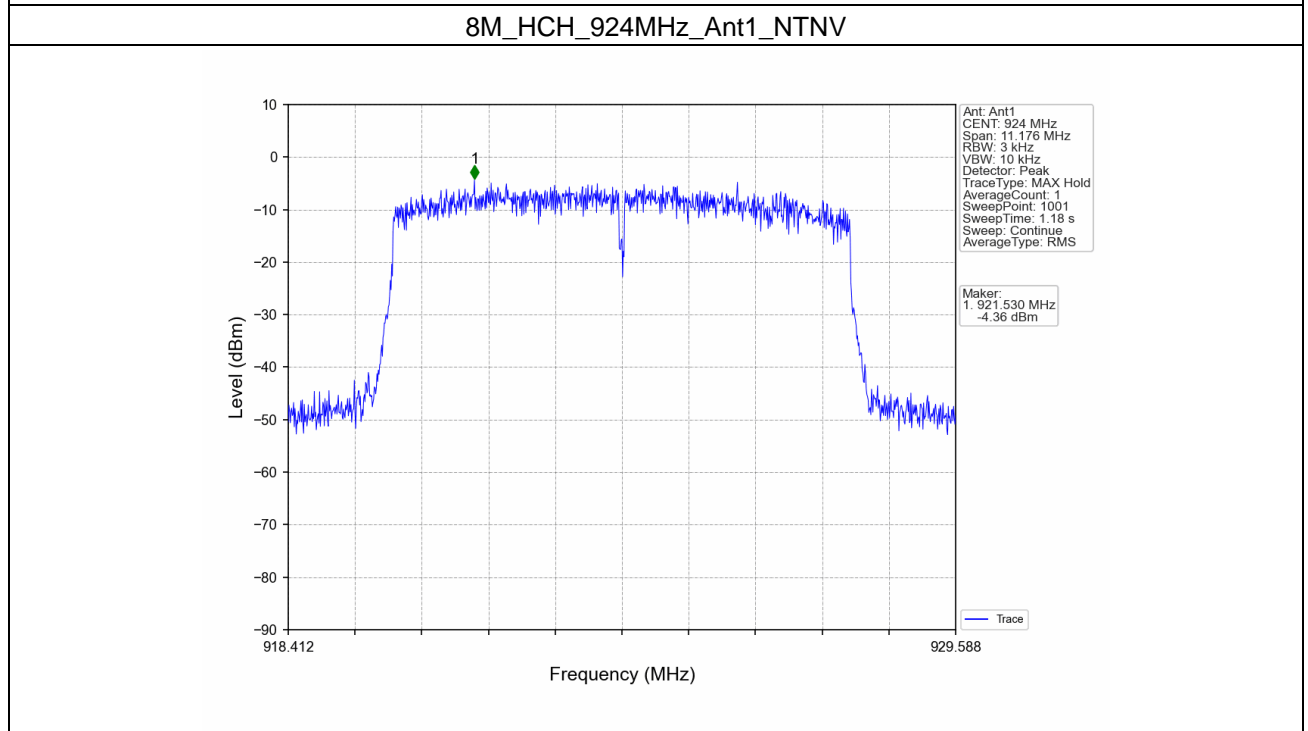 8M_HCH_924MHz_Ant1_NTNV
10
0
−10
−20
−30
−40
−50
−60
−70
−80
−90
Level (dBm)
1
918.412
929.588
Frequency (MHz)
Ant: Ant1
CENT: 924 MHz
Span: 11.176 MHz
RBW: 3 kHz
VBW: 10 kHz
Detector: Peak
TraceType: MAX Hold
AverageCount: 1
SweepPoint: 1001
SweepTime: 1.18 s
Sweep: Continue
AverageType: RMS
Maker:
1. 921.530 MHz
-4.36 dBm
Trace